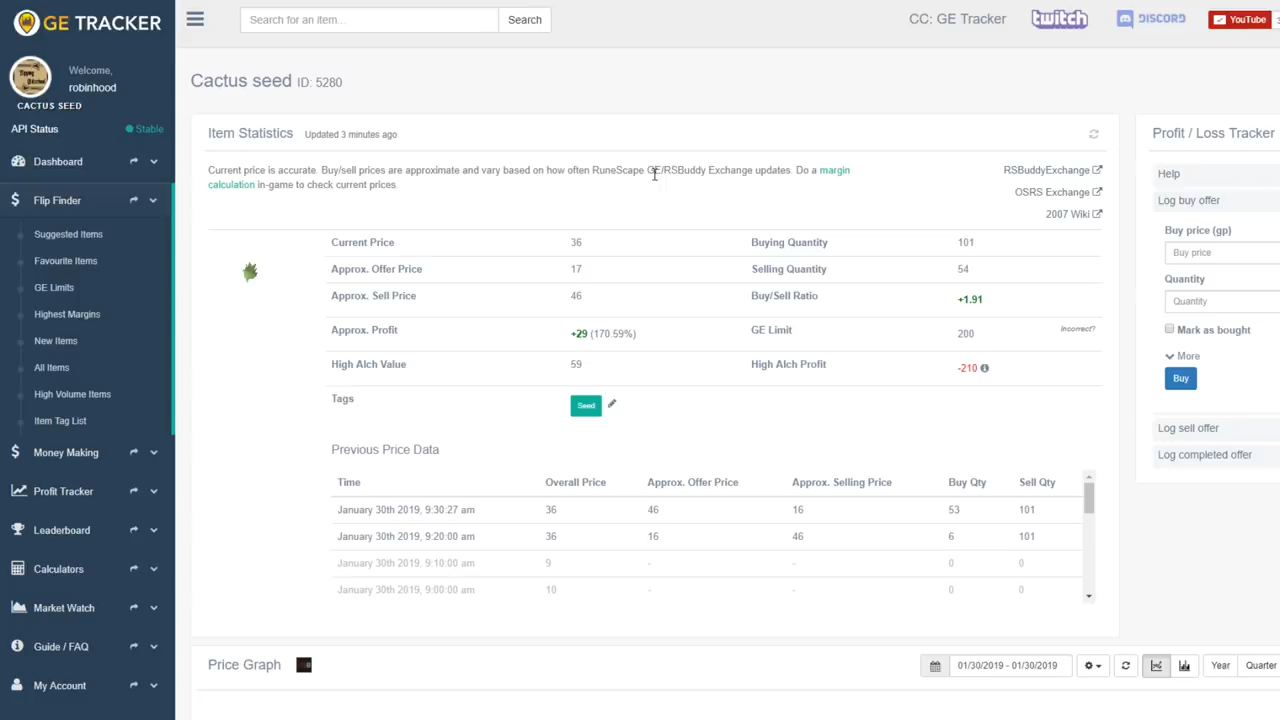 GE TRACKER
Search for an item...
Search
CC: GE Tracker
twitch
DISCORD
YouTube
Welcome,
robinhood
CACTUS SEED
API Status
Stable
Dashboard
Flip Finder
Suggested Items
Favourite Items
GE Limits
Highest Margins
New Items
All Items
High Volume Items
Item Tag List
Money Making
Profit Tracker
Leaderboard
Calculators
Market Watch
Guide / FAQ
My Account
Cactus seed ID: 5280
Item Statistics Updated 3 minutes ago
Current price is accurate. Buy/sell prices are approximate and vary based on how often RuneScape GE/RSBuddy Exchange updates. Do a margin
calculation in-game to check current prices.
RSBuddyExchange
OSRS Exchange
2007 Wiki
Current Price 36 Buying Quantity 101
Approx. Offer Price 17 Selling Quantity 54
Approx. Sell Price 46 Buy/Sell Ratio +1.91
Approx. Profit +29 (170.59%) GE Limit 200 Incorrect?
High Alch Value 59 High Alch Profit -210
Tags Seed
Previous Price Data
Time Overall Price Approx. Offer Price Approx. Selling Price Buy Qty Sell Qty
January 30th 2019, 9:30:27 am 36 46 16 53 101
January 30th 2019, 9:20:00 am 36 16 46 6 101
January 30th 2019, 9:10:00 am 9 - - 0 0
January 30th 2019, 9:00:00 am 10 - - 0 0
Price Graph
01/30/2019 - 01/30/2019
Year
Quarter
Profit / Loss Tracker
Help
Log buy offer
Buy price (gp)
Buy price
Quantity
Quantity
Mark as bought
More
Buy
Log sell offer
Log completed offer